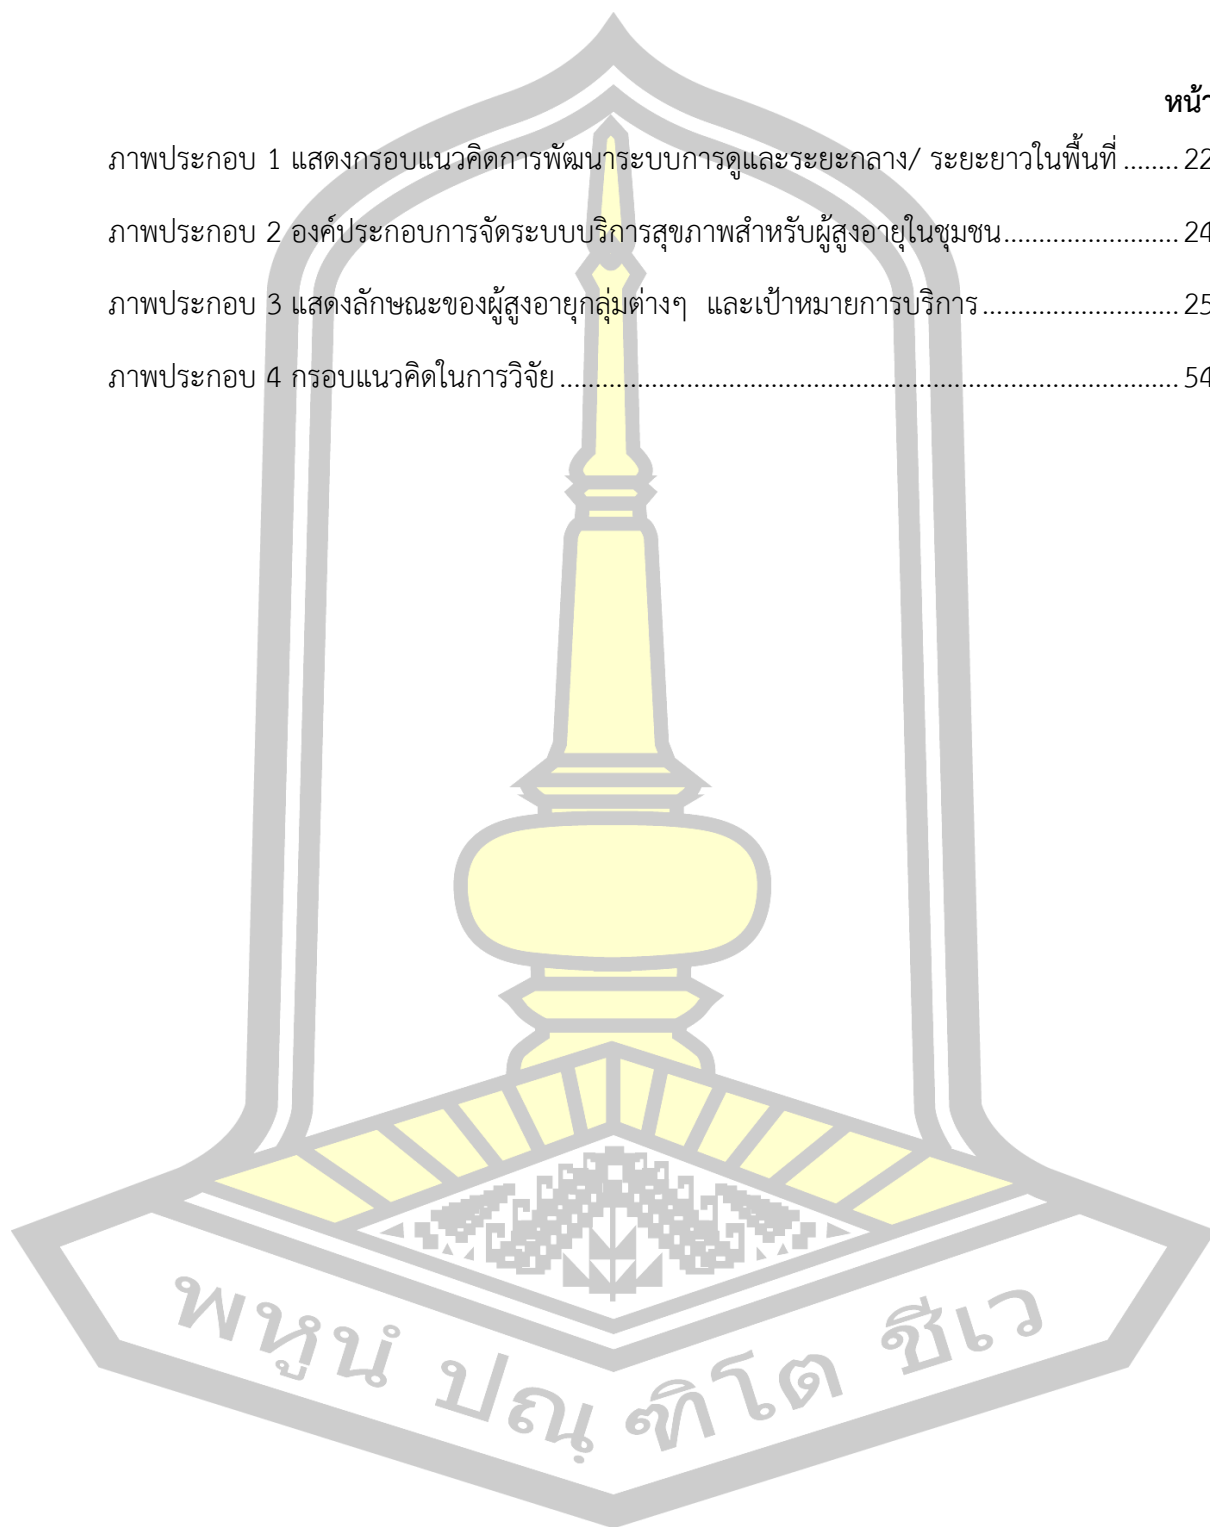 หน้า
ภาพประกอบ 1 แสดงกรอบแนวคิดการพัฒนาระบบการดูและระยะกลาง/ ระยะยาวในพื้นที่ ........ 22
ภาพประกอบ 2 องค์ประกอบการจัดระบบบริการสุขภาพสำหรับผู้สูงอายุในชุมชน......................... 24
ภาพประกอบ 3 แสดงลักษณะของผู้สูงอายุกลุ่มต่างๆ และเป้าหมายการบริการ............................ 25
ภาพประกอบ 4 กรอบแนวคิดในการวิจัย........................................................................................ 54
พหูนํ ปณฺฑิโต ชีเว